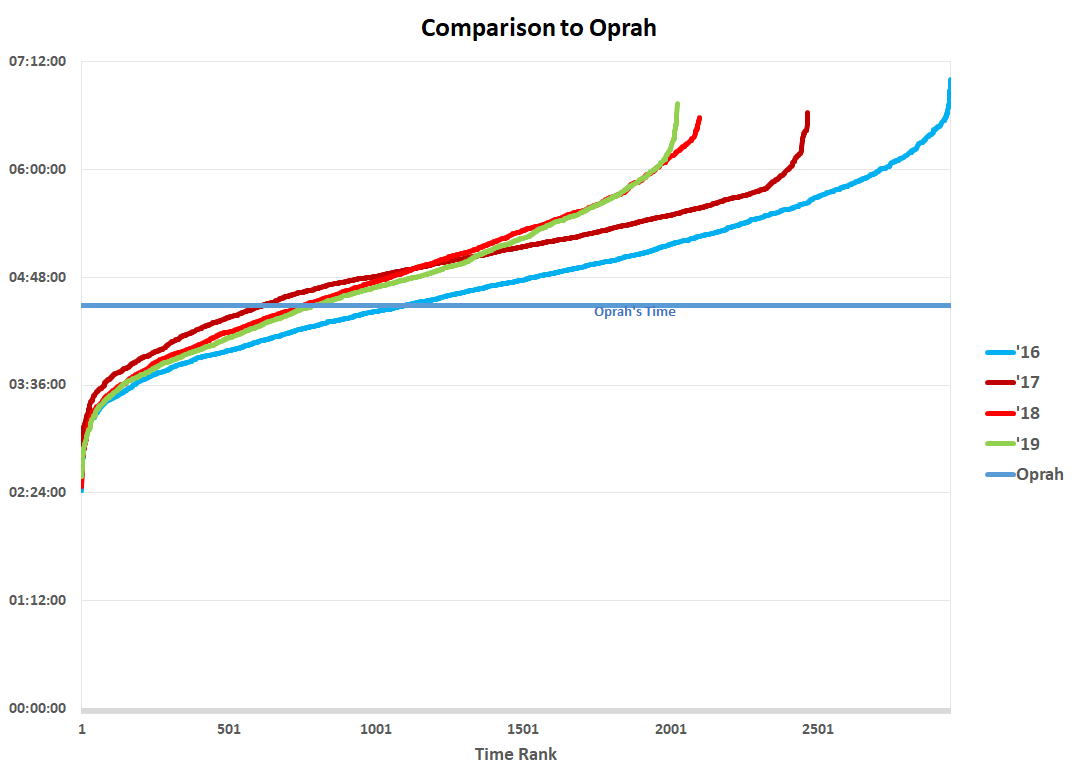 Comparison to Oprah
07:12:00
06:00:00
04:48:00
03:36:00
02:24:00
01:12:00
00:00:00
Oprah's Time
1 501 1001 1501 2001 2501
Time Rank
'16
'17
'18
'19
Oprah